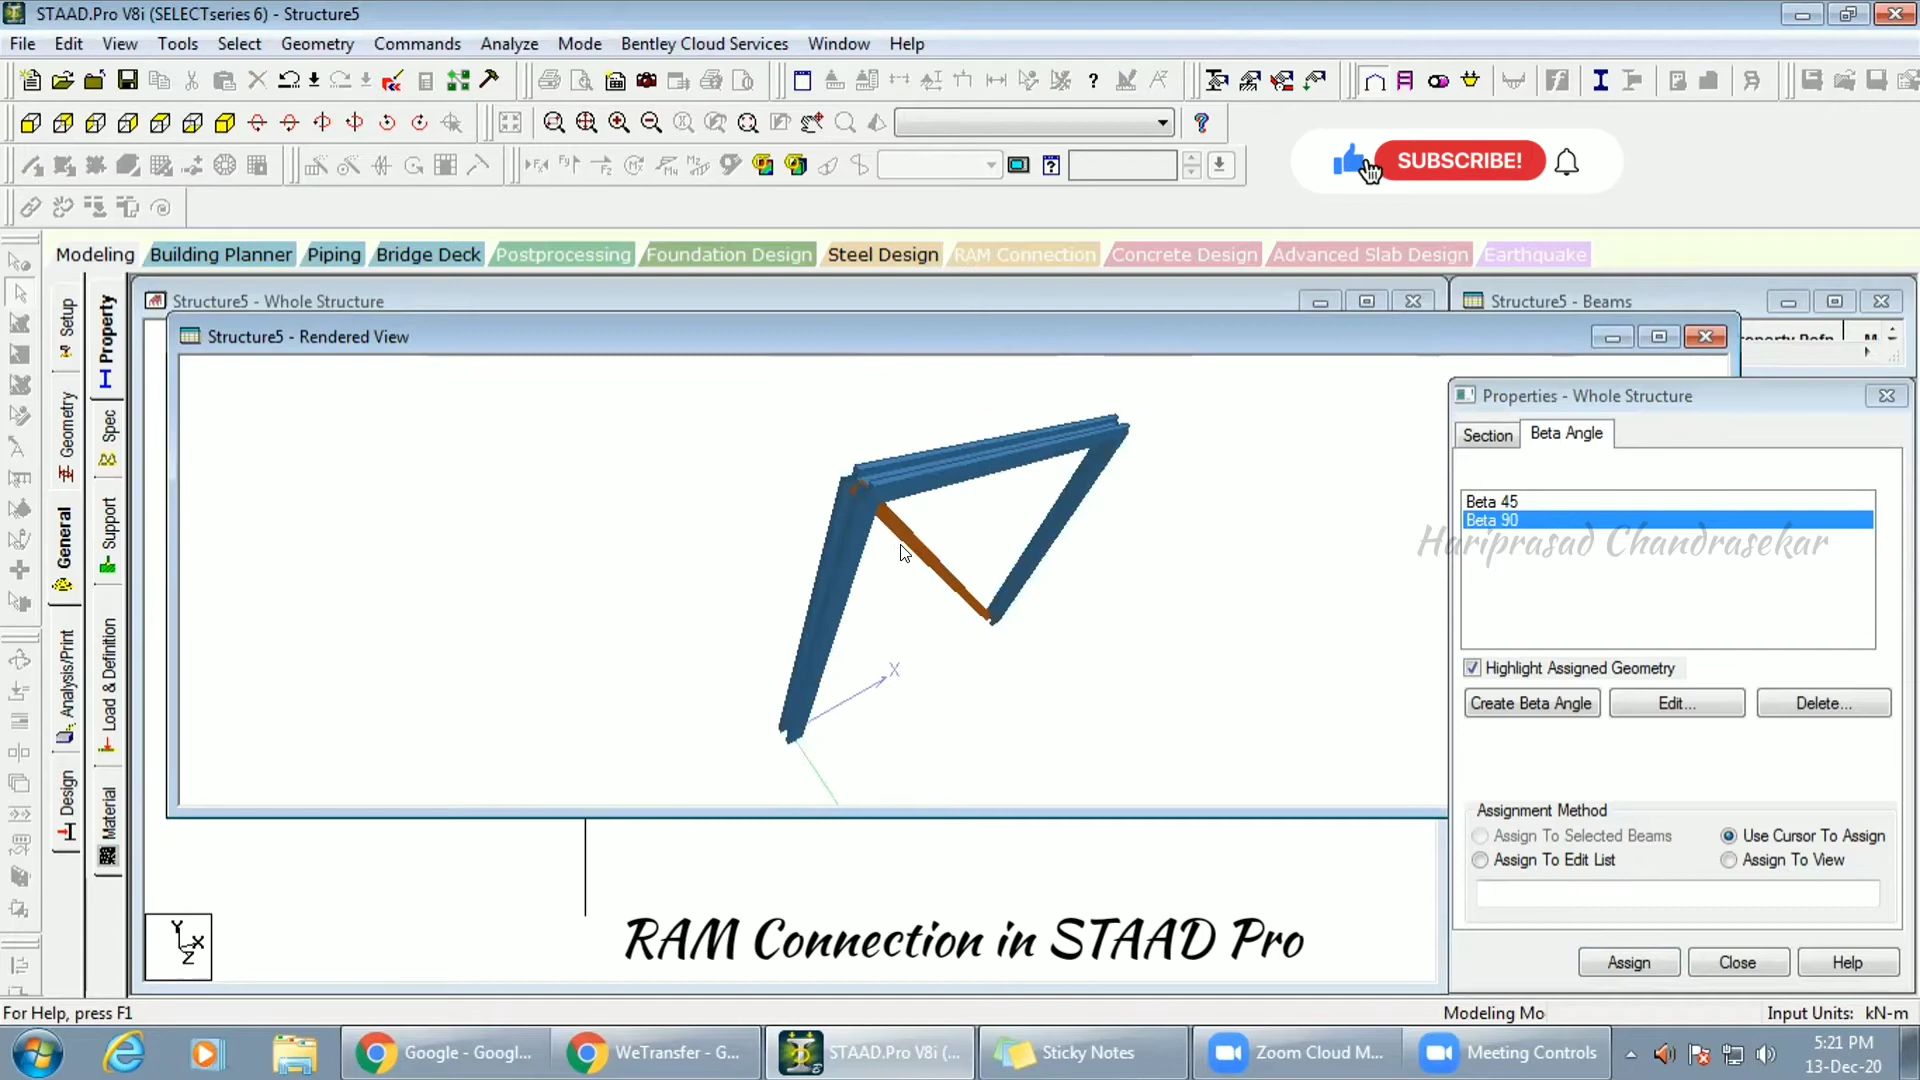 STAAD.Pro V8i (SELECTseries 6) - Structure5
File Edit View Tools Select Geometry Commands Analyze Mode Bentley Cloud Services Window Help
SUBSCRIBE!
Modeling Building Planner Piping Bridge Deck Postprocessing Foundation Design Steel Design RAM Connection Concrete Design Advanced Slab Design Earthquake
Structure5 - Whole Structure
Structure5 - Beams
Structure5 - Rendered View
Setup
Geometry
General
Analysis/Print
Design
Property
Spec
Support
Load & Definition
Material
X
Properties - Whole Structure
Section Beta Angle
Beta 45
Beta 90
Hariprasad Chandrasekar
Highlight Assigned Geometry
Create Beta Angle Edit... Delete...
Assignment Method
Assign To Selected Beams Use Cursor To Assign
Assign To Edit List Assign To View
Assign Close Help
Y
X
Z
RAM Connection in STAAD Pro
For Help, press F1
Modeling Mo
Input Units: kN-m
Google - Googl... WeTransfer - G... STAAD.Pro V8i (... Sticky Notes Zoom Cloud M... Meeting Controls
5:21 PM
13-Dec-20